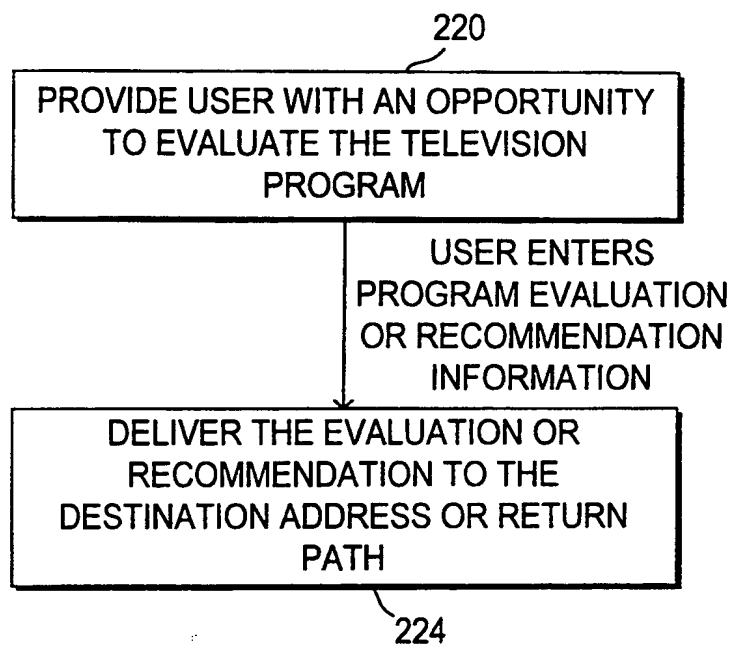 220
PROVIDE USER WITH AN OPPORTUNITY
TO EVALUATE THE TELEVISION
PROGRAM
USER ENTERS
PROGRAM EVALUATION
OR RECOMMENDATION
INFORMATION
DELIVER THE EVALUATION OR
RECOMMENDATION TO THE
DESTINATION ADDRESS OR RETURN
PATH
224